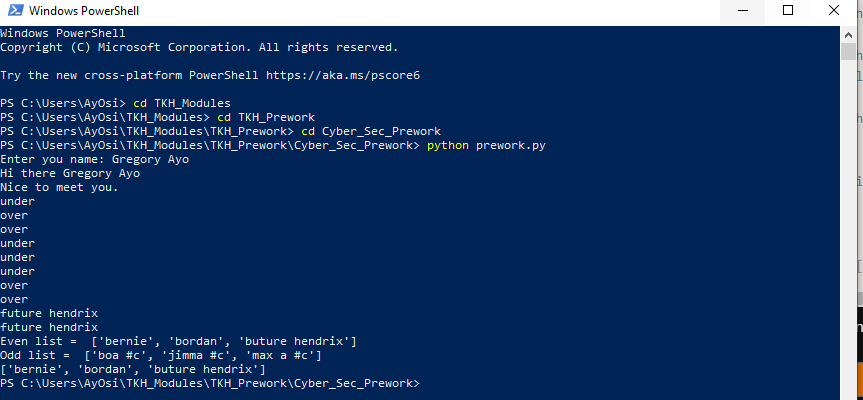 Windows PowerShell
Windows PowerShell
Copyright (C) Microsoft Corporation. All rights reserved.
Try the new cross-platform PowerShell https://aka.ms/pscore6
PS C:\Users\AyOsi> cd TKH_Modules
PS C:\Users\AyOsi\TKH_Modules> cd TKH_Prework
PS C:\Users\AyOsi\TKH_Modules\TKH_Prework> cd Cyber_Sec_Prework
PS C:\Users\AyOsi\TKH_Modules\TKH_Prework\Cyber_Sec_Prework> python prework.py
Enter you name: Gregory Ayo
Hi there Gregory Ayo
Nice to meet you.
under
over
over
under
under
under
over
over
future hendrix
future hendrix
Even list =  ['bernie', 'bordan', 'buture hendrix']
Odd list =  ['boa #c', 'jimma #c', 'max a #c']
['bernie', 'bordan', 'buture hendrix']
PS C:\Users\AyOsi\TKH_Modules\TKH_Prework\Cyber_Sec_Prework>